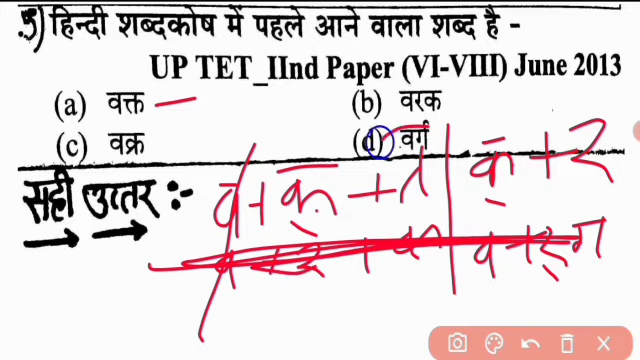 .5) हिन्दी शब्दकोष में पहले आने वाला शब्द है -
UP TET_IInd Paper (VI-VIII) June 2013
(a) वक्त (b) वरक
(c) वक्र (d) वर्ग
सही उत्तर :-
व + क् + त क् + र
व + र् ग